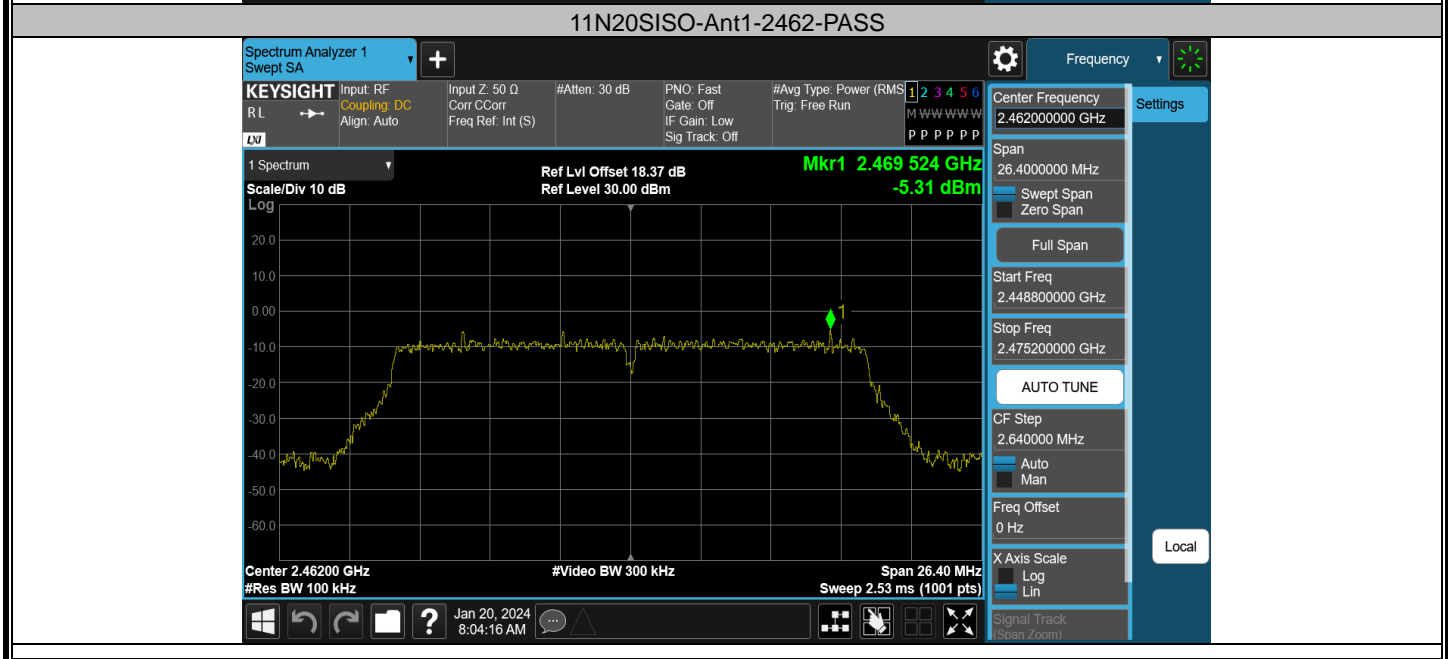 11N20SISO-Ant1-2462-PASS
Spectrum Analyzer 1
Swept SA
+
Frequency
KEYSIGHT
RL
LXI
Input: RF
Coupling: DC
Align: Auto
Input Z: 50 Ω
Corr CCorr
Freq Ref: Int (S)
#Atten: 30 dB
PNO: Fast
Gate: Off
IF Gain: Low
Sig Track: Off
#Avg Type: Power (RMS
Trig: Free Run
1 2 3 4 5 6
M W W W W W
P P P P P P
1 Spectrum
Scale/Div 10 dB
Log
Ref Lvl Offset 18.37 dB
Ref Level 30.00 dBm
Mkr1 2.469 524 GHz
-5.31 dBm
20.0
10.0
0.00
-10.0
-20.0
-30.0
-40.0
-50.0
-60.0
1
Center 2.46200 GHz
#Res BW 100 kHz
#Video BW 300 kHz
Span 26.40 MHz
Sweep 2.53 ms (1001 pts)
Center Frequency
2.462000000 GHz
Span
26.4000000 MHz
Swept Span
Zero Span
Full Span
Start Freq
2.448800000 GHz
Stop Freq
2.475200000 GHz
AUTO TUNE
CF Step
2.640000 MHz
Auto
Man
Freq Offset
0 Hz
X Axis Scale
Log
Lin
Signal Track
(Span Zoom)
Settings
Local
?
Jan 20, 2024
8:04:16 AM